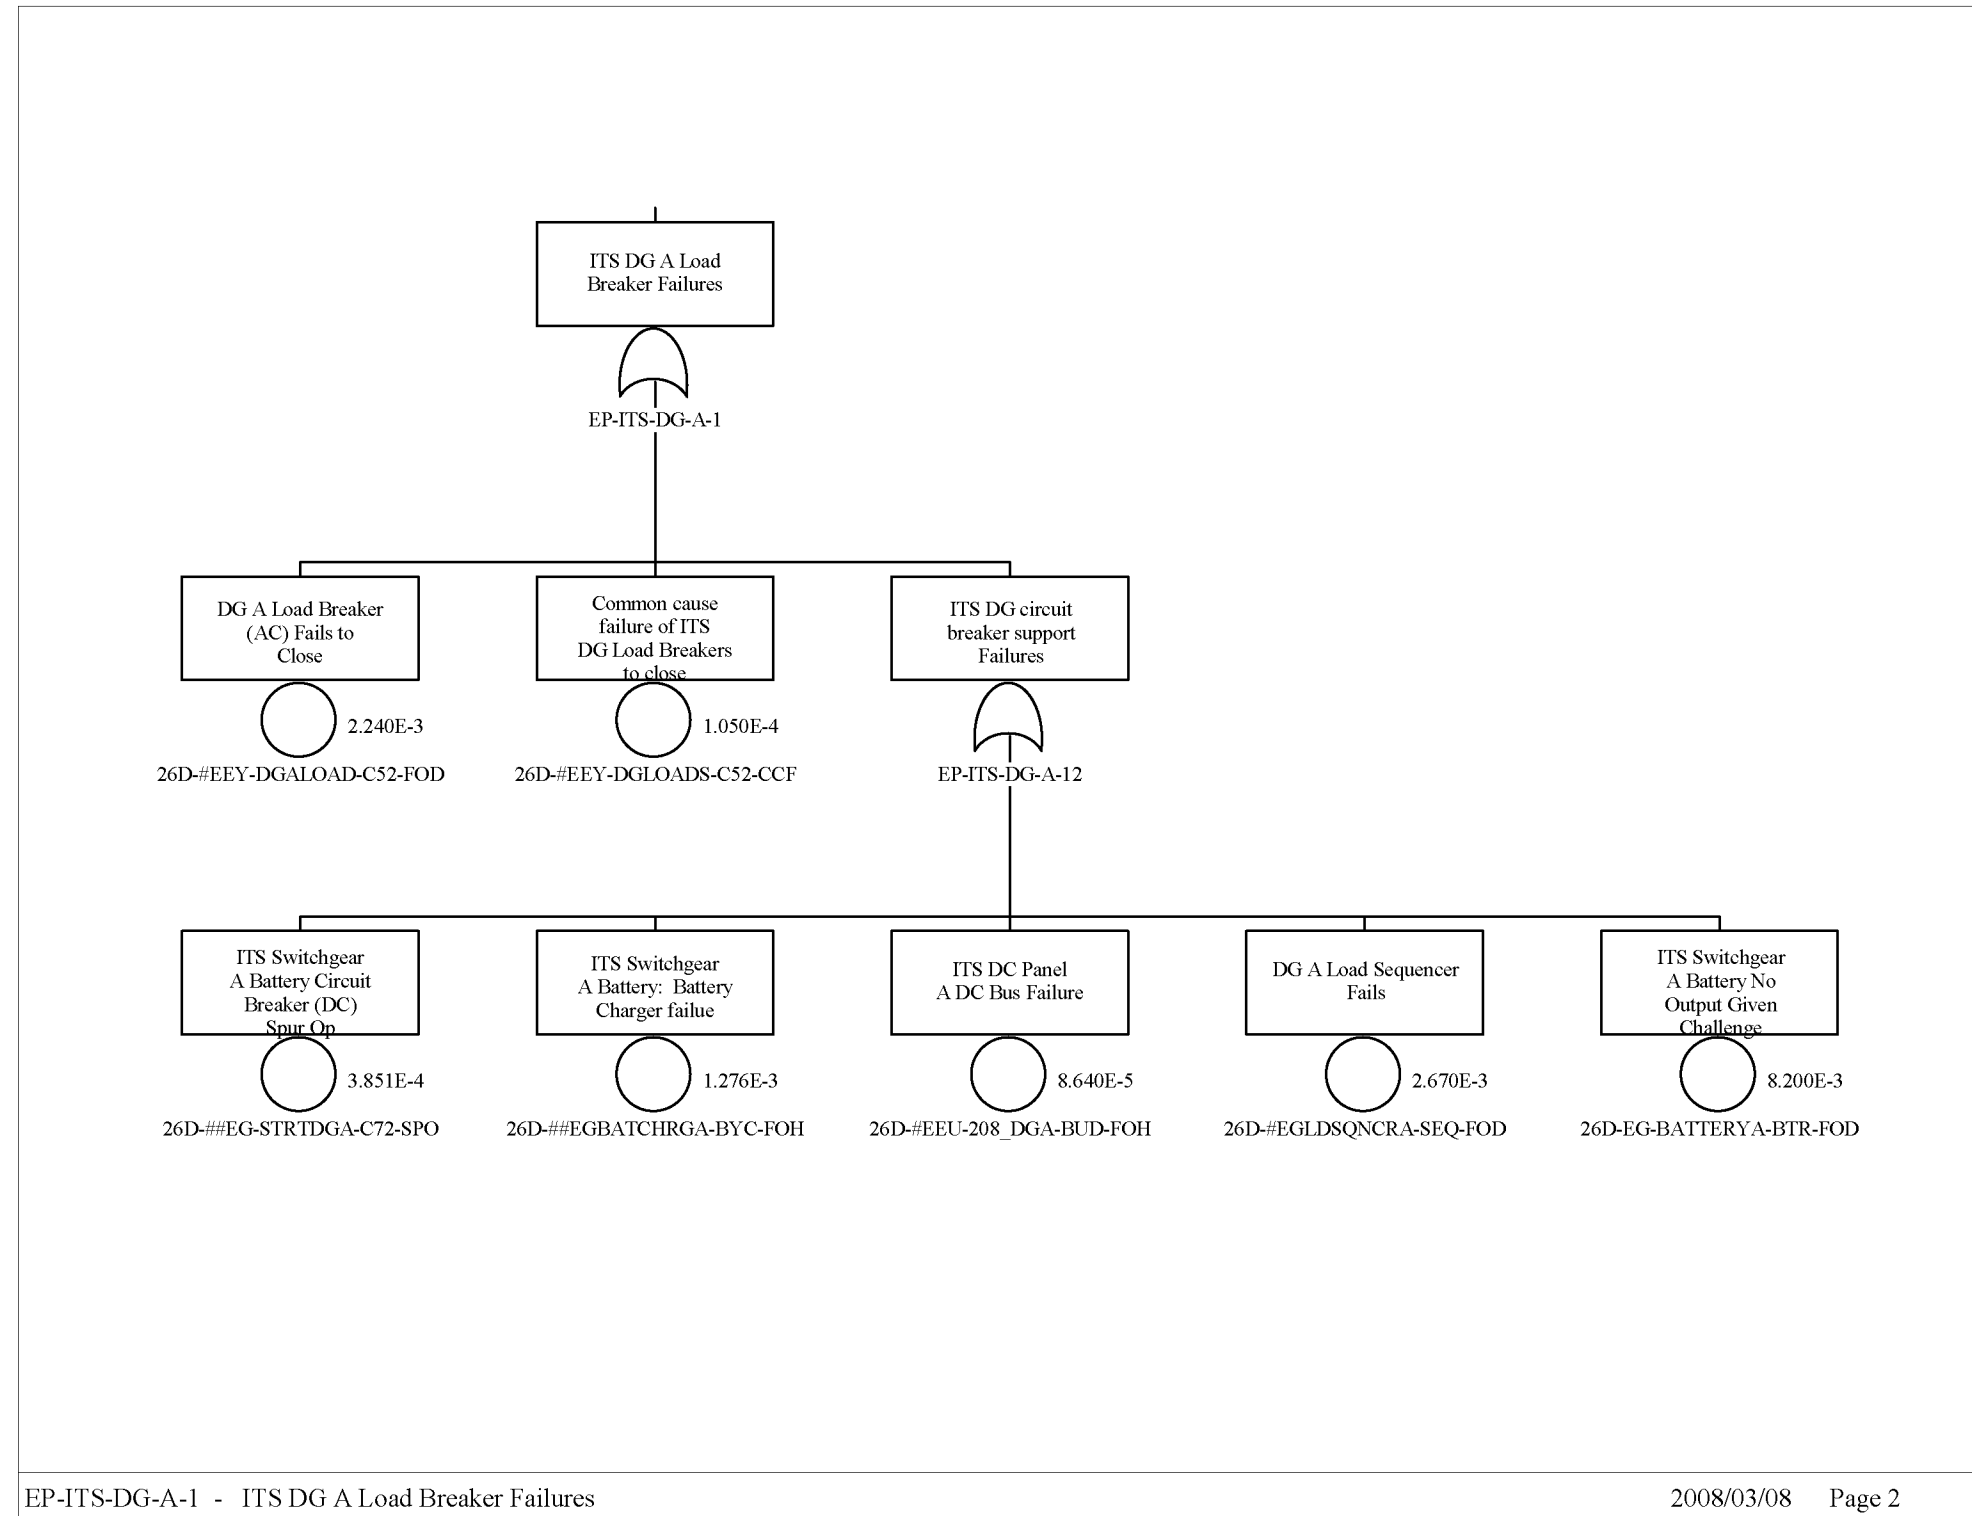 ITS DG A Load
Breaker Failures
EP-ITS-DG-A-1
DG A Load Breaker
(AC) Fails to
Close
2.240E-3
26D-#EEY-DGALOAD-C52-FOD
Common cause
failure of ITS
DG Load Breakers
to close
1.050E-4
26D-#EEY-DGLOADS-C52-CCF
ITS DG circuit
breaker support
Failures
EP-ITS-DG-A-12
ITS Switchgear
A Battery Circuit
Breaker (DC)
Spur Op
3.851E-4
26D-##EG-STRTDGA-C72-SPO
ITS Switchgear
A Battery: Battery
Charger failue
1.276E-3
26D-##EGBATCHRGA-BYC-FOH
ITS DC Panel
A DC Bus Failure
8.640E-5
26D-#EEU-208_DGA-BUD-FOH
DG A Load Sequencer
Fails
2.670E-3
26D-#EGLDSQNCRA-SEQ-FOD
ITS Switchgear
A Battery No
Output Given
Challenge
8.200E-3
26D-EG-BATTERYA-BTR-FOD
EP-ITS-DG-A-1 - ITS DG A Load Breaker Failures
2008/03/08 Page 2